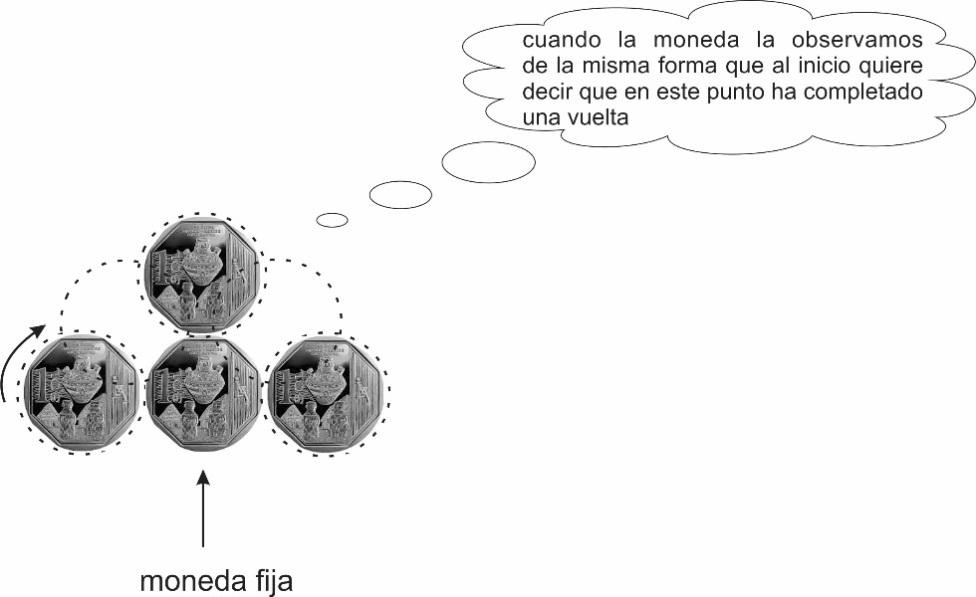 cuando la moneda la observamos
de la misma forma que al inicio quiere
decir que en este punto ha completado
una vuelta
moneda fija